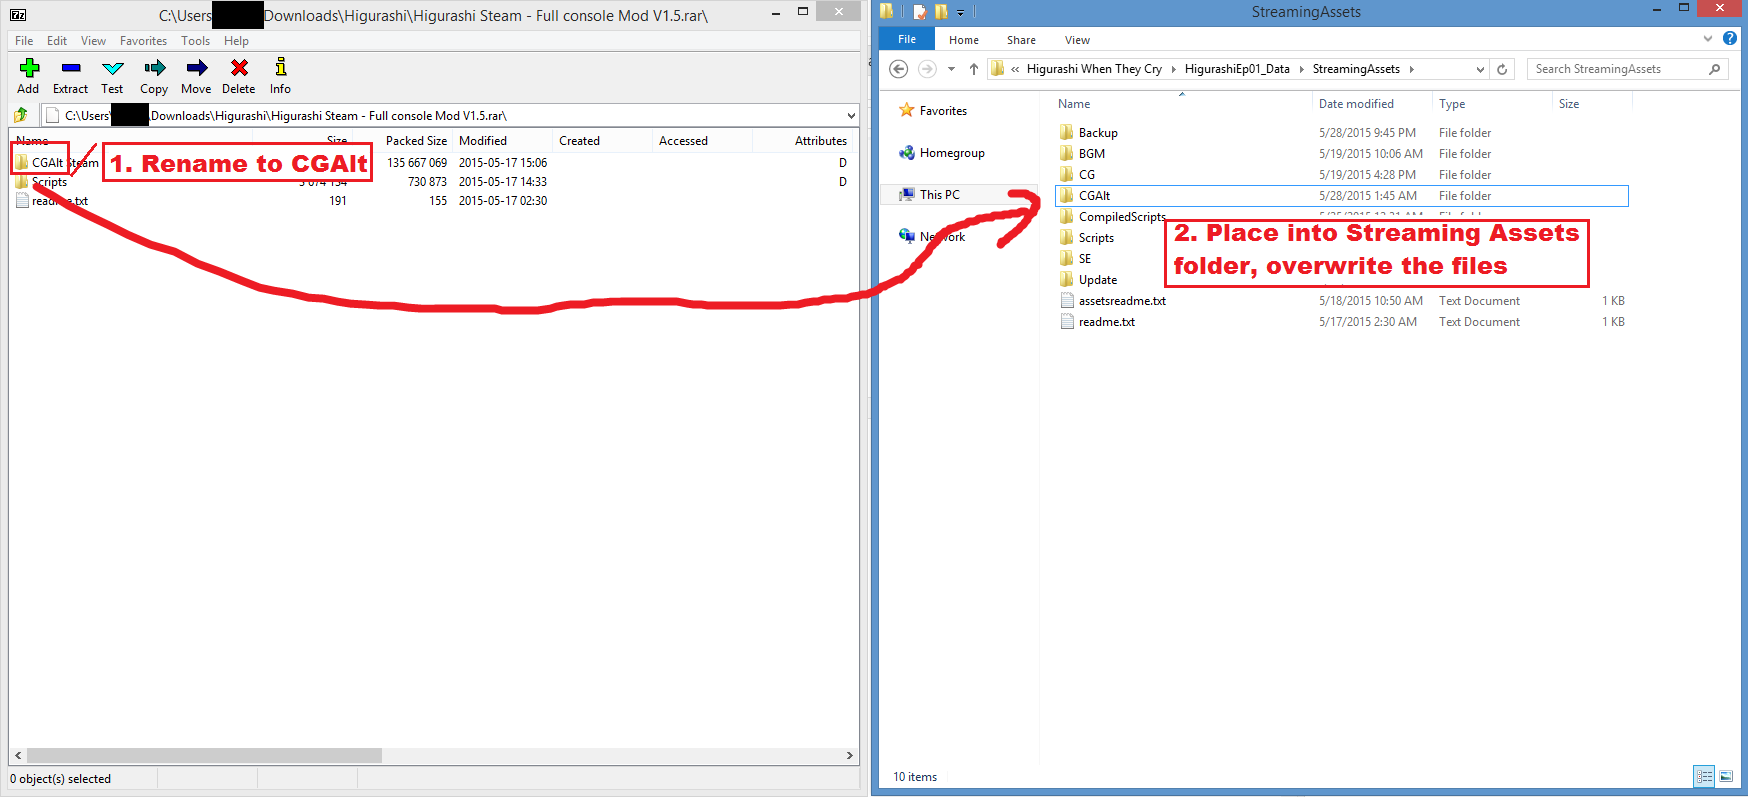 C:\Users Downloads\Higurashi\Higurashi Steam - Full console Mod V1.5.rar\
File Edit View Favorites Tools Help
Add Extract Test Copy Move Delete Info
C:\Users \Downloads\Higurashi\Higurashi Steam - Full console Mod V1.5.rar\
Name Size Packed Size Modified Created Accessed Attributes
CGAlt Steam 135 667 069 2015-05-17 15:06 D
1. Rename to CGAlt
Scripts 730 873 2015-05-17 14:33 D
readme.txt 191 155 2015-05-17 02:30
0 object(s) selected
StreamingAssets
File Home Share View
« Higurashi When They Cry HigurashiEp01_Data StreamingAssets
Search StreamingAssets
Favorites
Homegroup
This PC
Network
Name Date modified Type Size
Backup 5/28/2015 9:45 PM File folder
BGM 5/19/2015 10:06 AM File folder
CG 5/19/2015 4:28 PM File folder
CGAlt 5/28/2015 1:45 AM File folder
CompiledScripts File folder
Scripts
SE
Update
2. Place into Streaming Assets
folder, overwrite the files
assetsreadme.txt 5/18/2015 10:50 AM Text Document 1 KB
readme.txt 5/17/2015 2:30 AM Text Document 1 KB
10 items